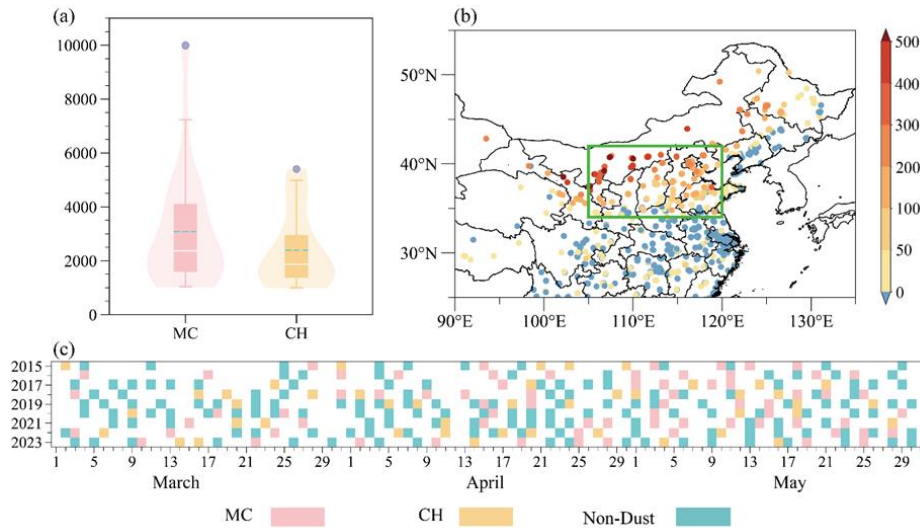 (a)
10000
8000
6000
4000
2000
0
MC CH
(b)
50°N
40°N
30°N
90°E 100°E 110°E 120°E 130°E
500
400
300
200
100
50
0
(c)
2015
2017
2019
2021
2023
1 5 9 13 17 21 25 29 1 5 9 13 17 21 25 29 1 5 9 13 17 21 25 29
March April May
MC CH Non-Dust